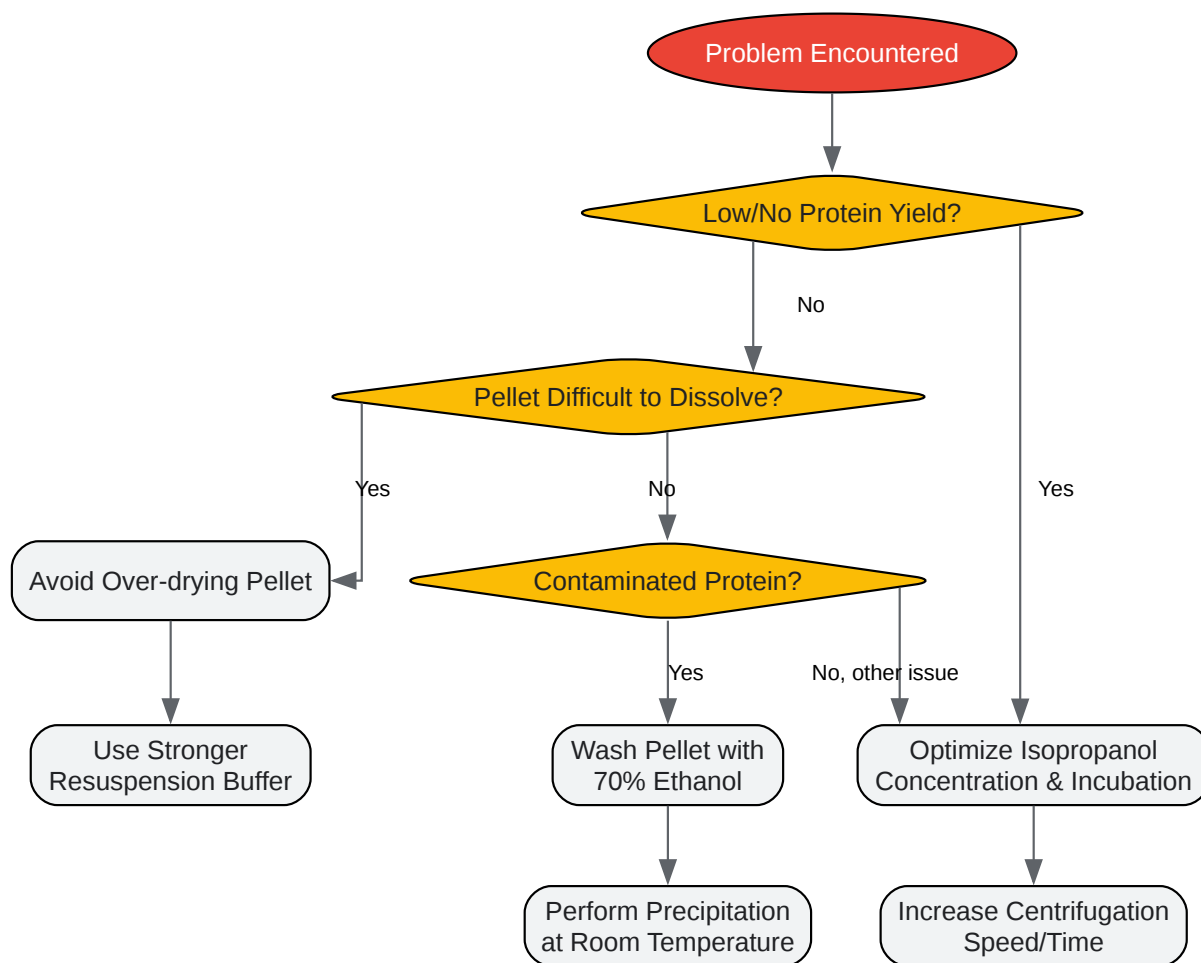 Problem Encountered
Low/No Protein Yield?
No
Pellet Difficult to Dissolve?
Yes
No
Yes
Avoid Over-drying Pellet
Contaminated Protein?
Yes
No, other issue
Use Stronger
Resuspension Buffer
Wash Pellet with
70% Ethanol
Optimize Isopropanol
Concentration & Incubation
Perform Precipitation
at Room Temperature
Increase Centrifugation
Speed/Time